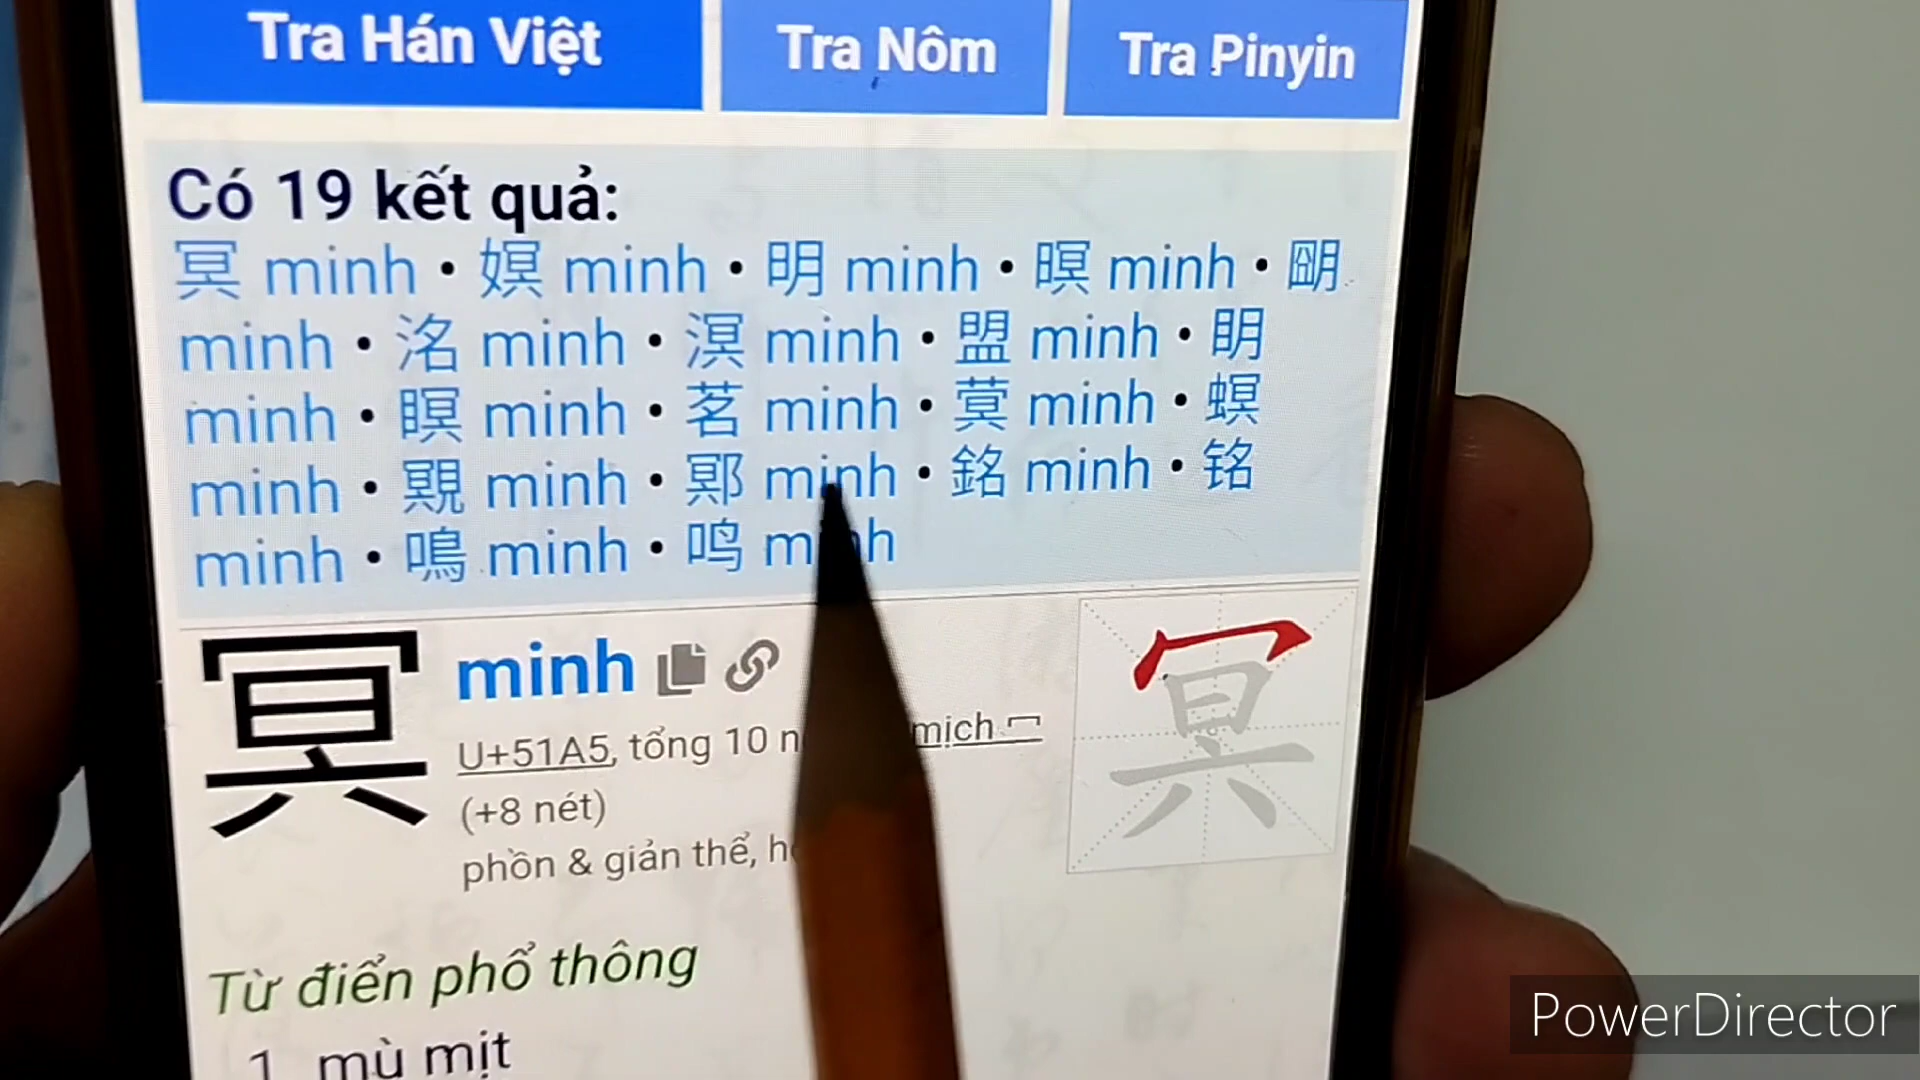 Tra Hán Việt
Tra Nôm
Tra Pinyin
Có 19 kết quả:
冥 minh • 嫇 minh • 明 minh • 暝 minh • 朙
minh • 洺 minh • 溟 minh • 盟 minh • 眀
minh • 瞑 minh • 茗 minh • 蓂 minh • 螟
minh • 覭 minh • 鄍 minh • 銘 minh • 铭
minh • 鳴 minh • 鸣 minh
冥 minh
冥
U+51A5, tổng 10 mịch 冖
(+8 nét)
phồn & giản thể,
Từ điển phổ thông
1. mù mịt
PowerDirector